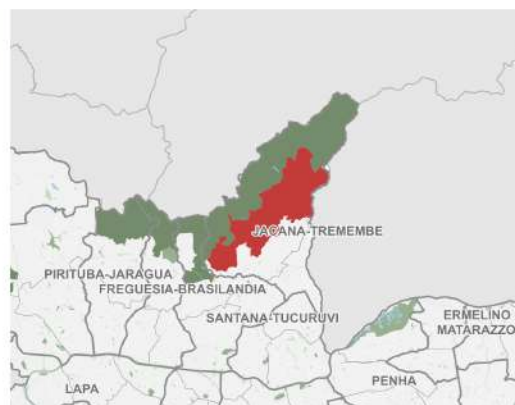 JACANA-TREMEMBE
PIRITUBA-JARAGUA
FREGUESIA-BRASILANDIA
SANTANA-TUCURUVI
ERMELINO
MATARAZZO
PENHA
LAPA